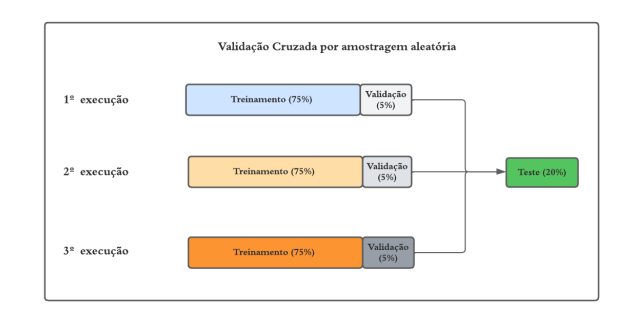 Validação Cruzada por amostragem aleatória
1ª execução
Treinamento (75%)
Validação
(5%)
2ª execução
Treinamento (75%)
Validação
(5%)
Teste (20%)
3ª execução
Treinamento (75%)
Validação
(5%)